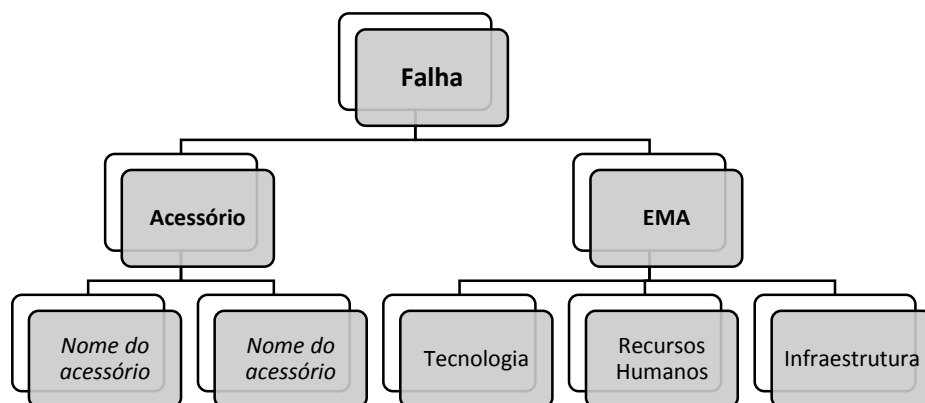 Falha
Acessório
EMA
Nome do
acessório
Nome do
acessório
Tecnologia
Recursos
Humanos
Infraestrutura